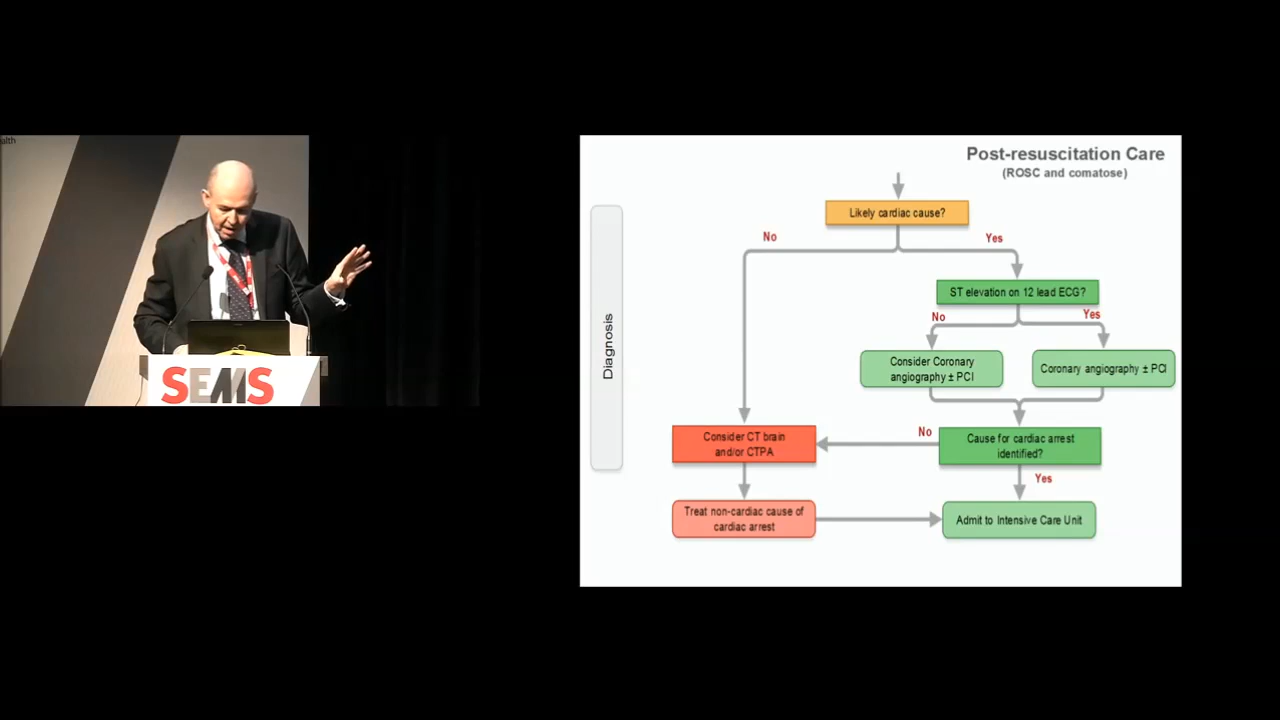 alth
SEMS
Post-resuscitation Care
(ROSC and comatose)
Likely cardiac cause?
No
Yes
ST elevation on 12 lead ECG?
No
Yes
Consider Coronary
angiography ± PCI
Coronary angiography ± PCI
Diagnosis
Consider CT brain
and/or CTPA
No
Cause for cardiac arrest
identified?
Yes
Treat non-cardiac cause of
cardiac arrest
Admit to Intensive Care Unit